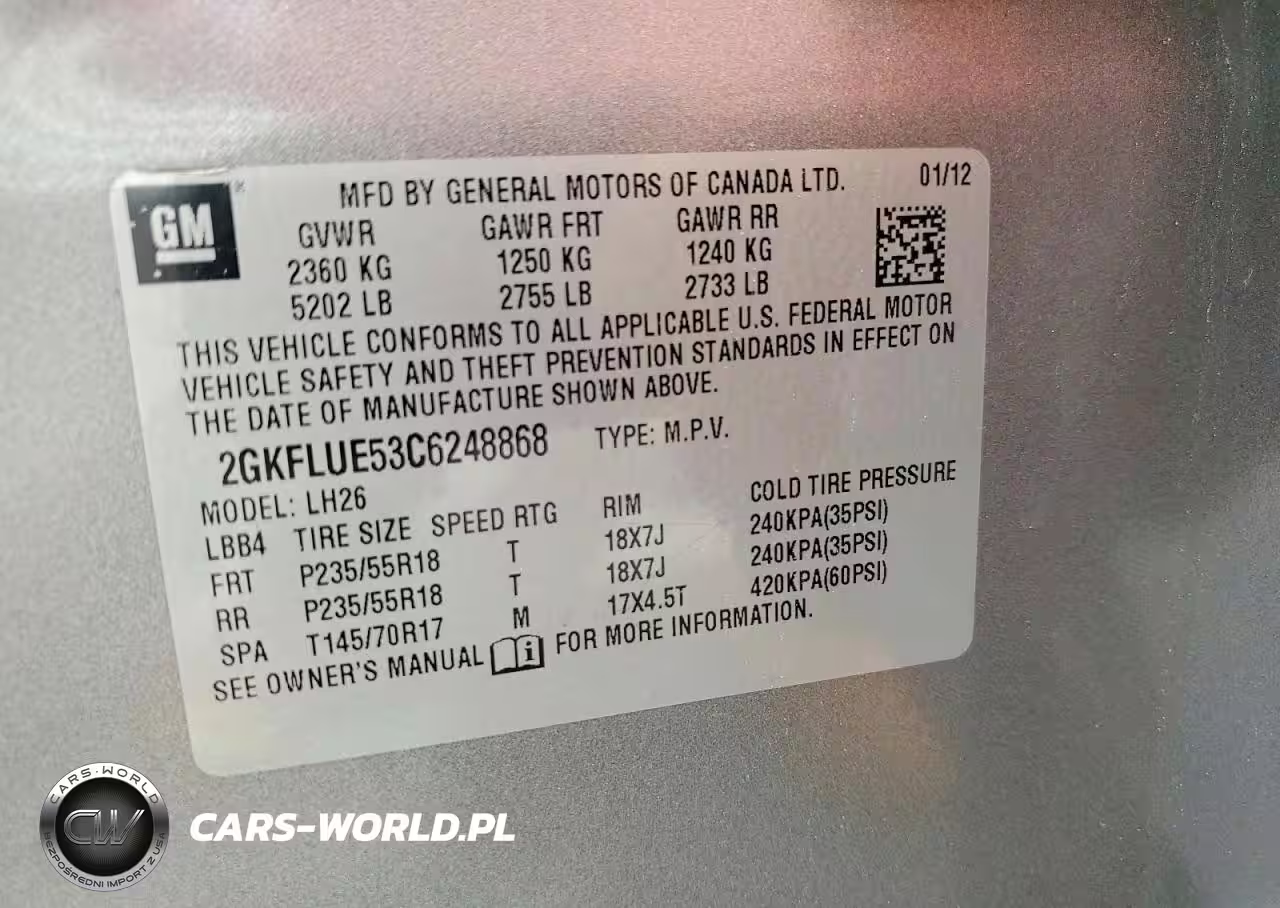 GM
MFD BY GENERAL MOTORS OF CANADA LTD.
01/12
GVWR GAWR FRT GAWR RR
2360 KG 1250 KG 1240 KG
5202 LB 2755 LB 2733 LB
THIS VEHICLE CONFORMS TO ALL APPLICABLE U.S. FEDERAL MOTOR
VEHICLE SAFETY AND THEFT PREVENTION STANDARDS IN EFFECT ON
THE DATE OF MANUFACTURE SHOWN ABOVE.
2GKFLUE53C6248868 TYPE: M.P.V.
MODEL: LH26
LBB4 TIRE SIZE SPEED RTG RIM COLD TIRE PRESSURE
FRT P235/55R18 T 18X7J 240KPA(35PSI)
RR P235/55R18 T 18X7J 240KPA(35PSI)
SPA T145/70R17 M 17X4.5T 420KPA(60PSI)
SEE OWNER'S MANUAL i FOR MORE INFORMATION.
CARS-WORLD
CW
BEZPOŚREDNI IMPORT Z USA
CARS-WORLD.PL